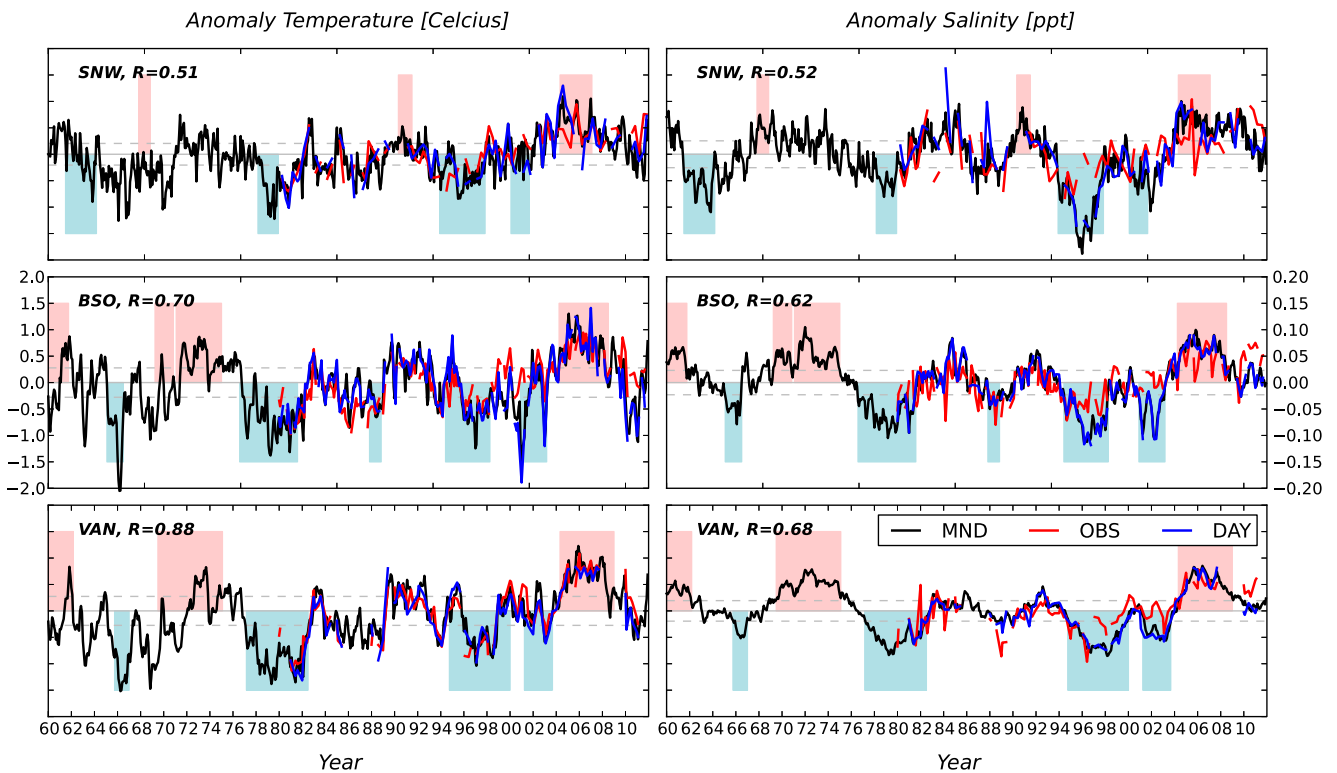 Anomaly Temperature [Celcius] Anomaly Salinity [ppt]
SNW, R=0.51 SNW, R=0.52
2.0 0.20
BSO, R=0.70 BSO, R=0.62
1.5 0.15
1.0 0.10
0.5 0.05
0.0 0.00
−0.5 −0.05
−1.0 −0.10
−1.5 −0.15
−2.0 −0.20
VAN, R=0.88 VAN, R=0.68 MND OBS DAY
60 62 64 66 68 70 72 74 76 78 80 82 84 86 88 90 92 94 96 98 00 02 04 06 08 10 60 62 64 66 68 70 72 74 76 78 80 82 84 86 88 90 92 94 96 98 00 02 04 06 08 10
Year Year